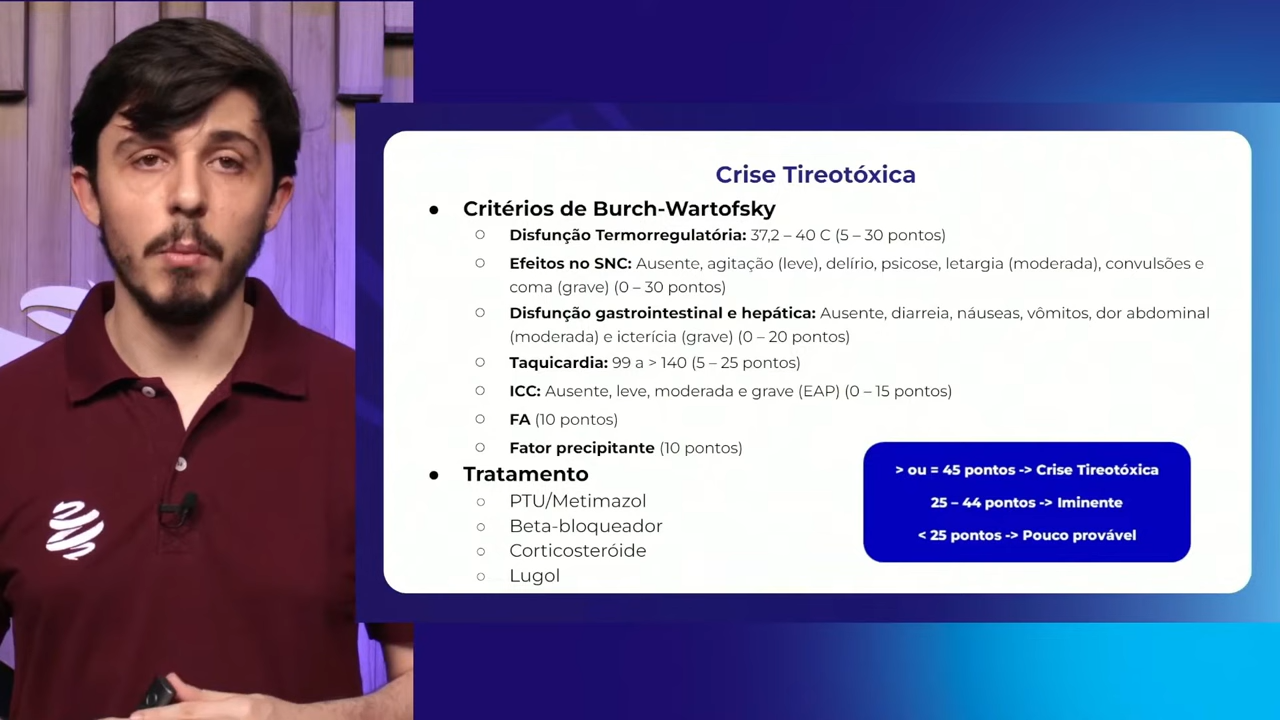 Crise Tireotóxica
● Critérios de Burch-Wartofsky
○ Disfunção Termorregulatória: 37,2 – 40 C (5 – 30 pontos)
○ Efeitos no SNC: Ausente, agitação (leve), delírio, psicose, letargia (moderada), convulsões e
coma (grave) (0 – 30 pontos)
○ Disfunção gastrointestinal e hepática: Ausente, diarreia, náuseas, vômitos, dor abdominal
(moderada) e icterícia (grave) (0 – 20 pontos)
○ Taquicardia: 99 a > 140 (5 – 25 pontos)
○ ICC: Ausente, leve, moderada e grave (EAP) (0 – 15 pontos)
○ FA (10 pontos)
○ Fator precipitante (10 pontos)
● Tratamento
○ PTU/Metimazol
○ Beta-bloqueador
○ Corticosteróide
○ Lugol
> ou = 45 pontos -> Crise Tireotóxica
25 – 44 pontos -> Iminente
< 25 pontos -> Pouco provável